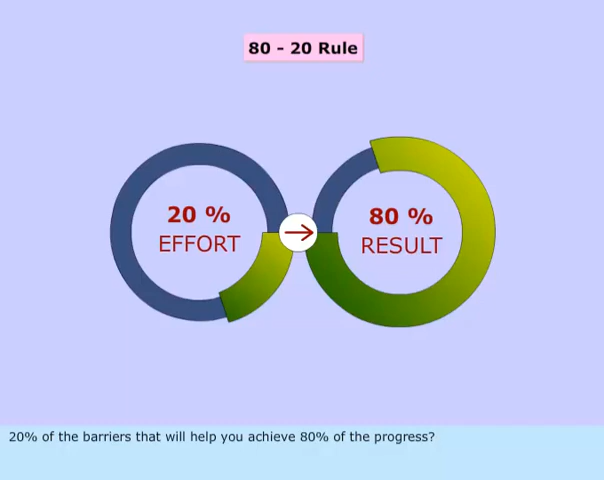 80 - 20 Rule
20 %
EFFORT
80 %
RESULT
20% of the barriers that will help you achieve 80% of the progress?